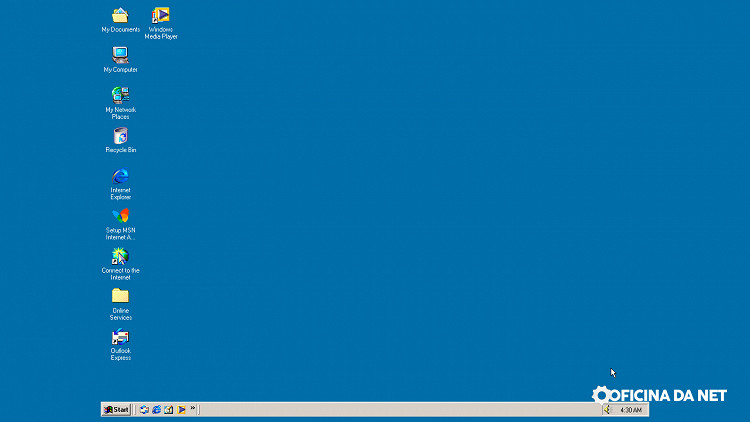 My Documents
Windows
Media Player
My Computer
My Network
Places
Recycle Bin
Internet
Explorer
Setup MSN
Internet A...
Connect to the
Internet
Online
Services
Outlook
Express
OFICINA DA NET
Start
4:30 AM